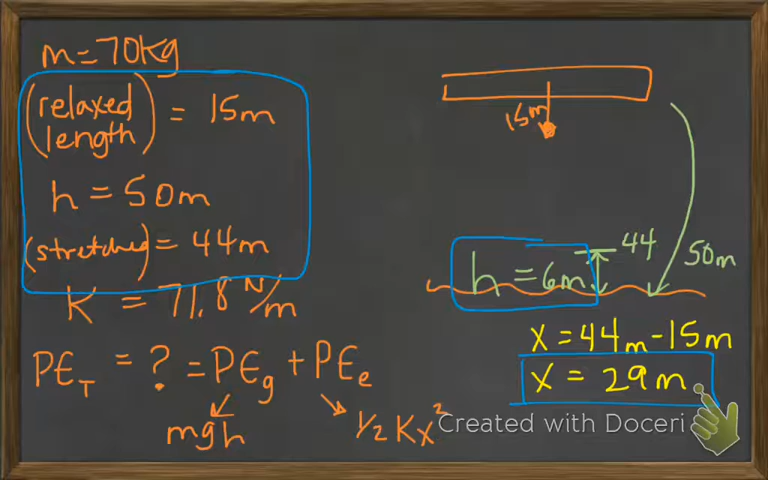 m = 70Kg
(relaxed length) = 15m
h = 50m
(stretched) = 44m
K = 71.8 N/m
PE_T = ? = PE_g + PE_e
mgh
1/2 Kx²
15m
44
50m
h = 6m
x = 44m - 15m
x = 29m
Created with Doceri